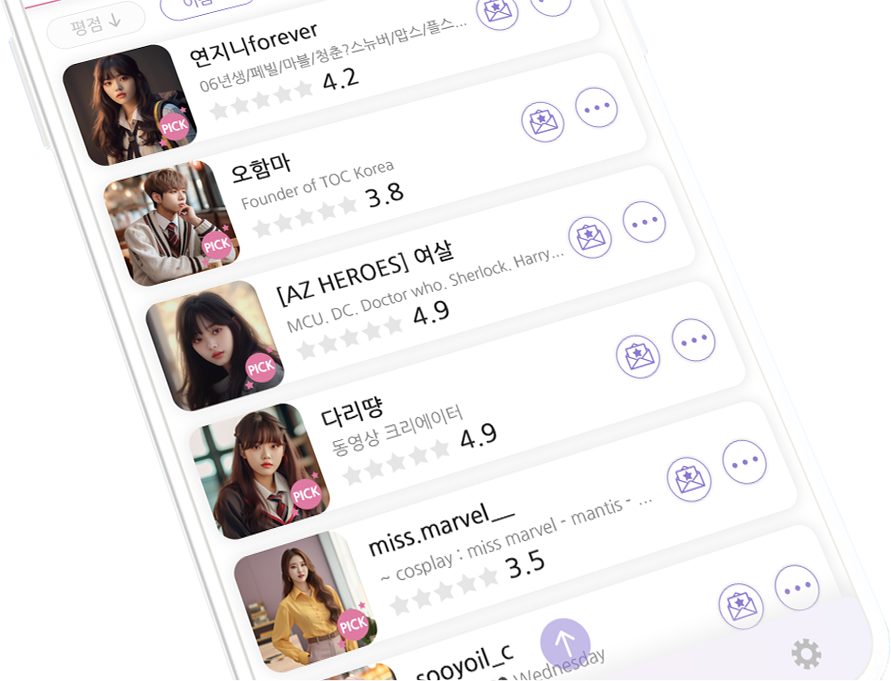 평점 ↓
이름
연지니forever
06년생/페빌/마블/청춘?스뉴버/맙스/플스...
4.2
PICK
오함마
Founder of TOC Korea
3.8
PICK
[AZ HEROES] 여살
MCU. DC. Doctor who. Sherlock. Harry...
4.9
PICK
다리땅
동영상 크리에이터
4.9
PICK
miss.marvel__
~ cosplay : miss marvel - mantis - ...
3.5
PICK
sooyoil_c
Wednesday